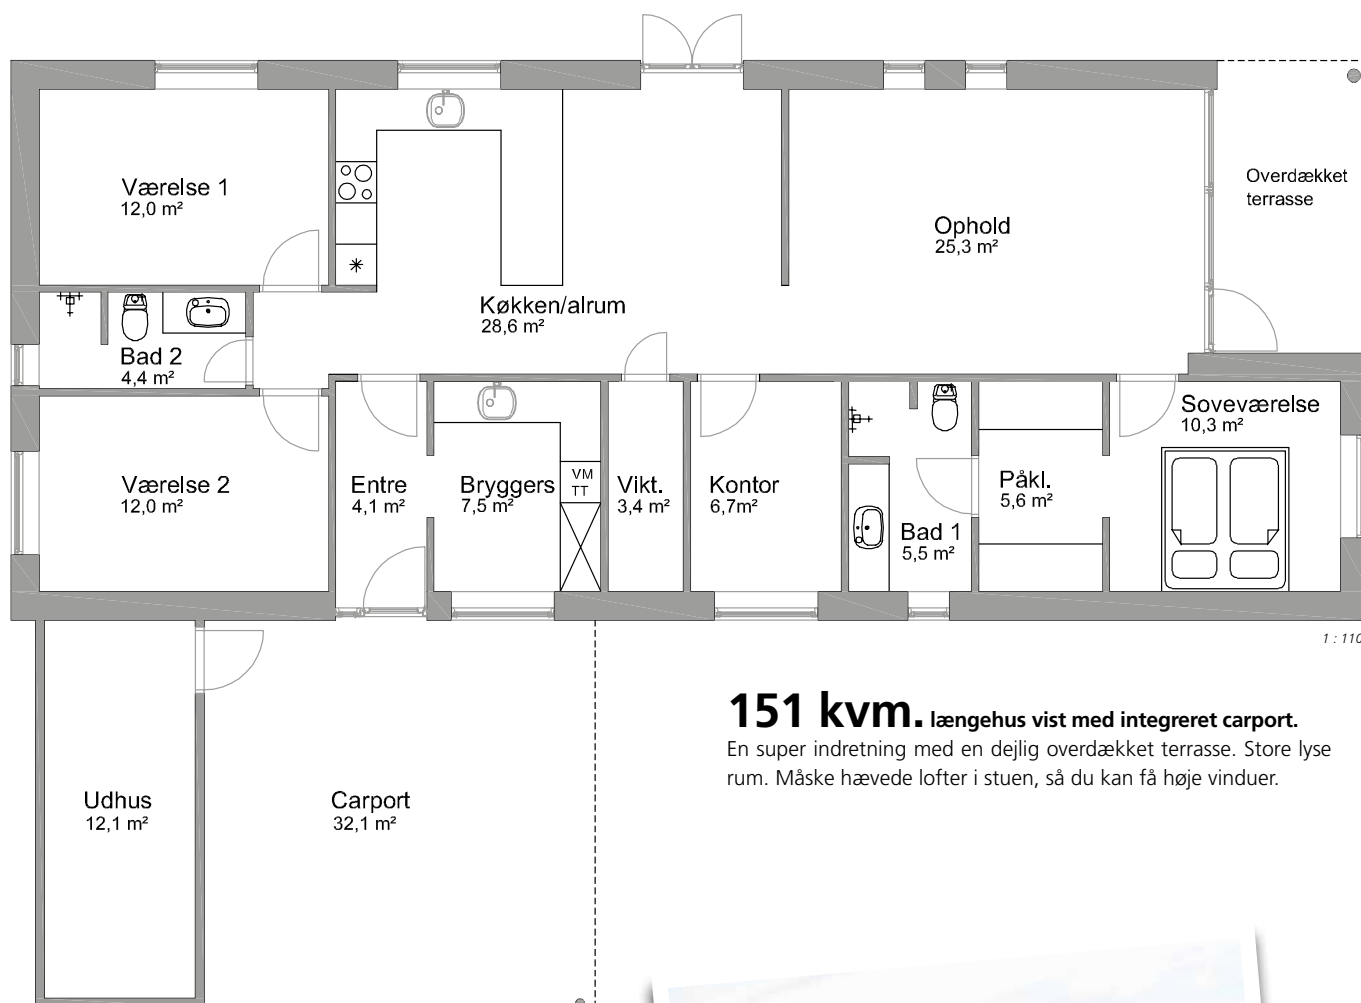 Værelse 1
12,0 m²
Overdækket
terrasse
Ophold
25,3 m²
Køkken/alrum
28,6 m²
Bad 2
4,4 m²
Værelse 2
12,0 m²
Entre
4,1 m²
Bryggers
7,5 m²
VM
TT
Vikt.
3,4 m²
Kontor
6,7m²
Bad 1
5,5 m²
Påkl.
5,6 m²
Soveværelse
10,3 m²
1 : 110
151 kvm. længehus vist med integreret carport.
En super indretning med en dejlig overdækket terrasse. Store lyse
rum. Måske hævede lofter i stuen, så du kan få høje vinduer.
Udhus
12,1 m²
Carport
32,1 m²